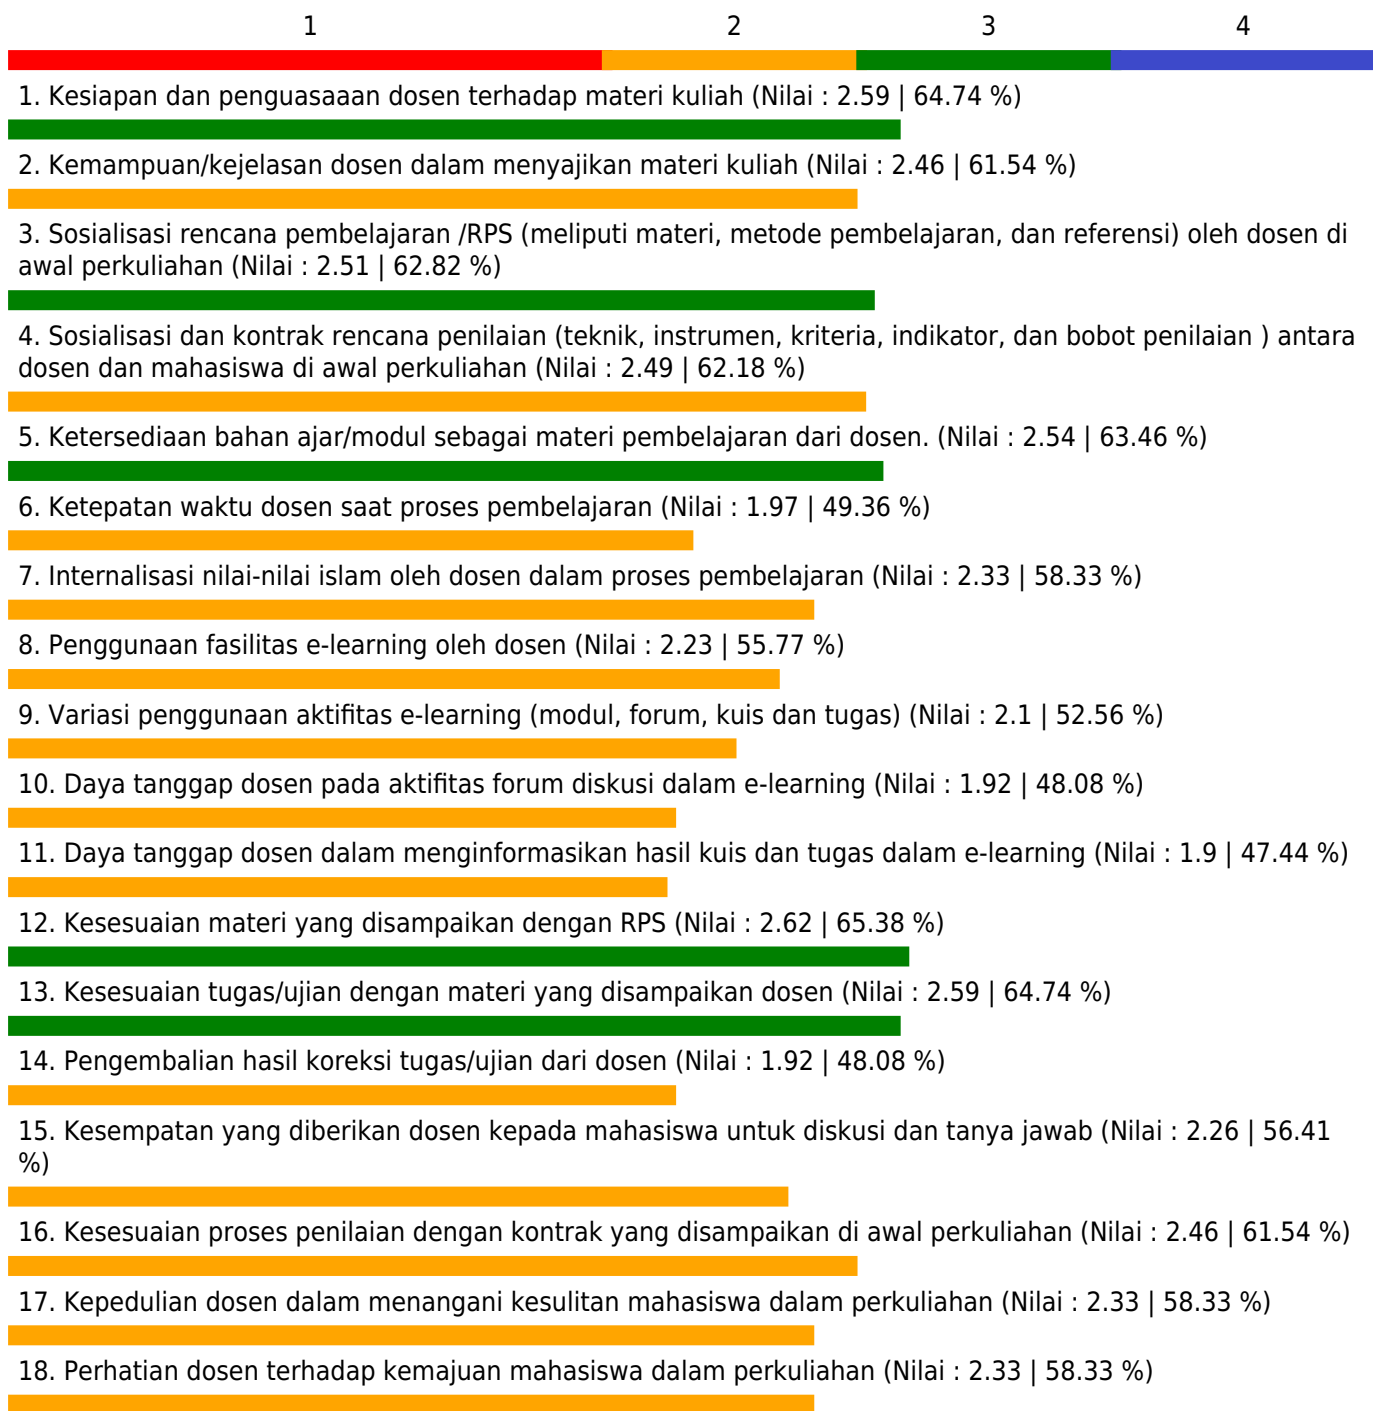 1 2 3 4
1. Kesiapan dan penguasaaan dosen terhadap materi kuliah (Nilai : 2.59 | 64.74 %)
2. Kemampuan/kejelasan dosen dalam menyajikan materi kuliah (Nilai : 2.46 | 61.54 %)
3. Sosialisasi rencana pembelajaran /RPS (meliputi materi, metode pembelajaran, dan referensi) oleh dosen di
awal perkuliahan (Nilai : 2.51 | 62.82 %)
4. Sosialisasi dan kontrak rencana penilaian (teknik, instrumen, kriteria, indikator, dan bobot penilaian ) antara
dosen dan mahasiswa di awal perkuliahan (Nilai : 2.49 | 62.18 %)
5. Ketersediaan bahan ajar/modul sebagai materi pembelajaran dari dosen. (Nilai : 2.54 | 63.46 %)
6. Ketepatan waktu dosen saat proses pembelajaran (Nilai : 1.97 | 49.36 %)
7. Internalisasi nilai-nilai islam oleh dosen dalam proses pembelajaran (Nilai : 2.33 | 58.33 %)
8. Penggunaan fasilitas e-learning oleh dosen (Nilai : 2.23 | 55.77 %)
9. Variasi penggunaan aktifitas e-learning (modul, forum, kuis dan tugas) (Nilai : 2.1 | 52.56 %)
10. Daya tanggap dosen pada aktifitas forum diskusi dalam e-learning (Nilai : 1.92 | 48.08 %)
11. Daya tanggap dosen dalam menginformasikan hasil kuis dan tugas dalam e-learning (Nilai : 1.9 | 47.44 %)
12. Kesesuaian materi yang disampaikan dengan RPS (Nilai : 2.62 | 65.38 %)
13. Kesesuaian tugas/ujian dengan materi yang disampaikan dosen (Nilai : 2.59 | 64.74 %)
14. Pengembalian hasil koreksi tugas/ujian dari dosen (Nilai : 1.92 | 48.08 %)
15. Kesempatan yang diberikan dosen kepada mahasiswa untuk diskusi dan tanya jawab (Nilai : 2.26 | 56.41
%)
16. Kesesuaian proses penilaian dengan kontrak yang disampaikan di awal perkuliahan (Nilai : 2.46 | 61.54 %)
17. Kepedulian dosen dalam menangani kesulitan mahasiswa dalam perkuliahan (Nilai : 2.33 | 58.33 %)
18. Perhatian dosen terhadap kemajuan mahasiswa dalam perkuliahan (Nilai : 2.33 | 58.33 %)